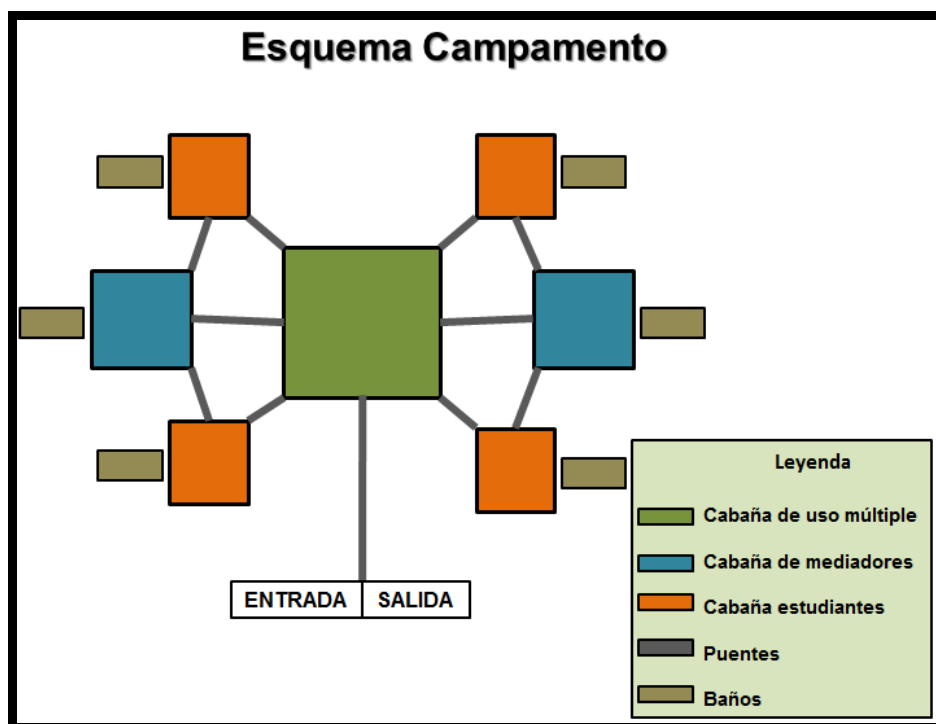 Esquema Campamento
ENTRADA SALIDA
Leyenda
Cabaña de uso múltiple
Cabaña de mediadores
Cabaña estudiantes
Puentes
Baños